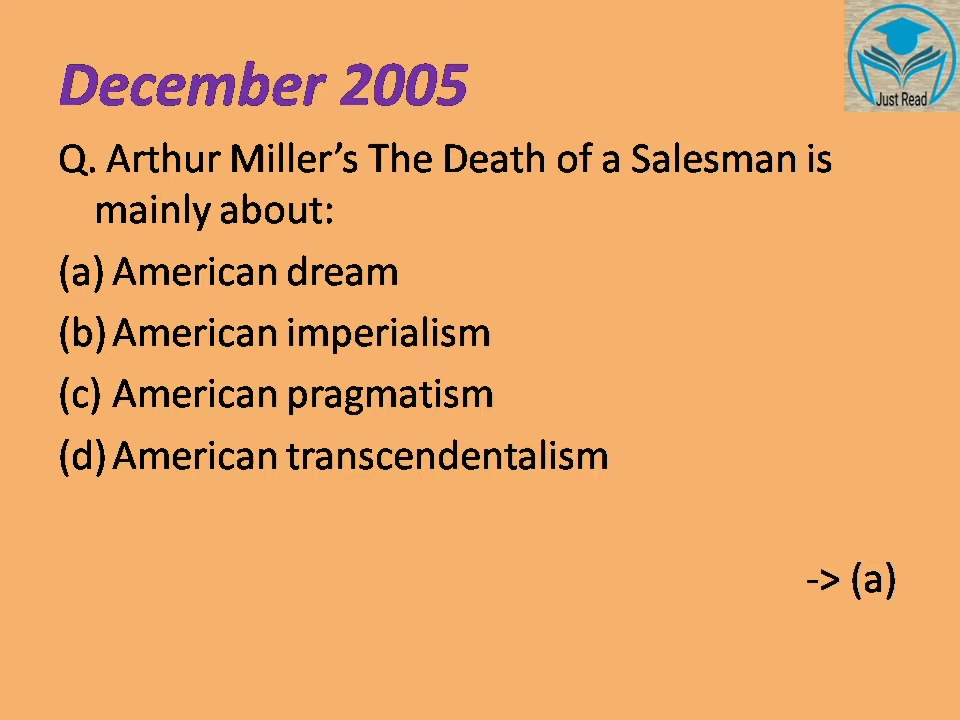 Just Read
December 2005
Q. Arthur Miller’s The Death of a Salesman is
mainly about:
(a) American dream
(b) American imperialism
(c) American pragmatism
(d) American transcendentalism
-> (a)